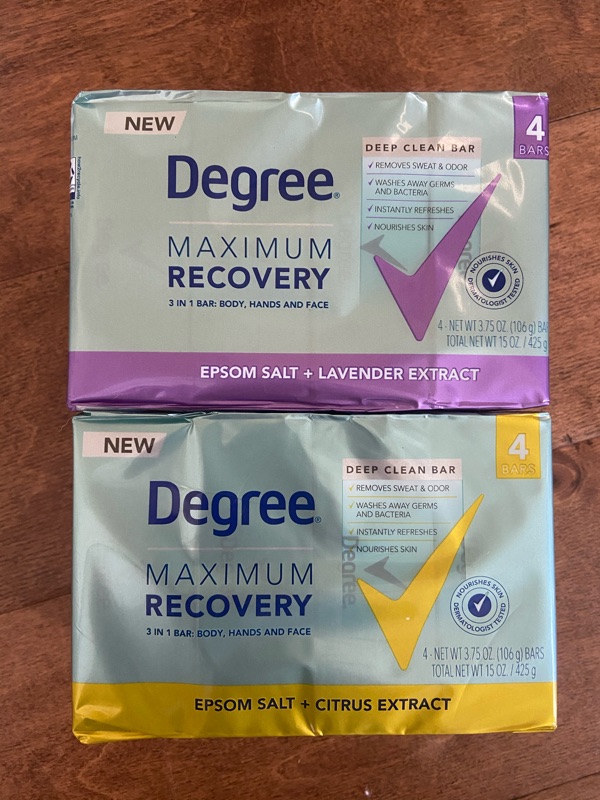 NEW
4
BARS
DEEP CLEAN BAR
✓ REMOVES SWEAT & ODOR
✓ WASHES AWAY GERMS
AND BACTERIA
✓ INSTANTLY REFRESHES
✓ NOURISHES SKIN
Degree®
MAXIMUM
RECOVERY
3 IN 1 BAR: BODY, HANDS AND FACE
NOURISHES SKIN
DERMATOLOGIST TESTED
4 - NET WT 3.75 OZ. (106 g) BA
TOTAL NET WT 15 OZ. / 425 g
EPSOM SALT + LAVENDER EXTRACT
NEW
4
BARS
DEEP CLEAN BAR
✓ REMOVES SWEAT & ODOR
✓ WASHES AWAY GERMS
AND BACTERIA
✓ INSTANTLY REFRESHES
NOURISHES SKIN
Degree®
Degree
MAXIMUM
RECOVERY
3 IN 1 BAR: BODY, HANDS AND FACE
NOURISHES SKIN
DERMATOLOGIST TESTED
4 - NET WT 3.75 OZ. (106 g) BARS
TOTAL NET WT 15 OZ. / 425 g
EPSOM SALT + CITRUS EXTRACT